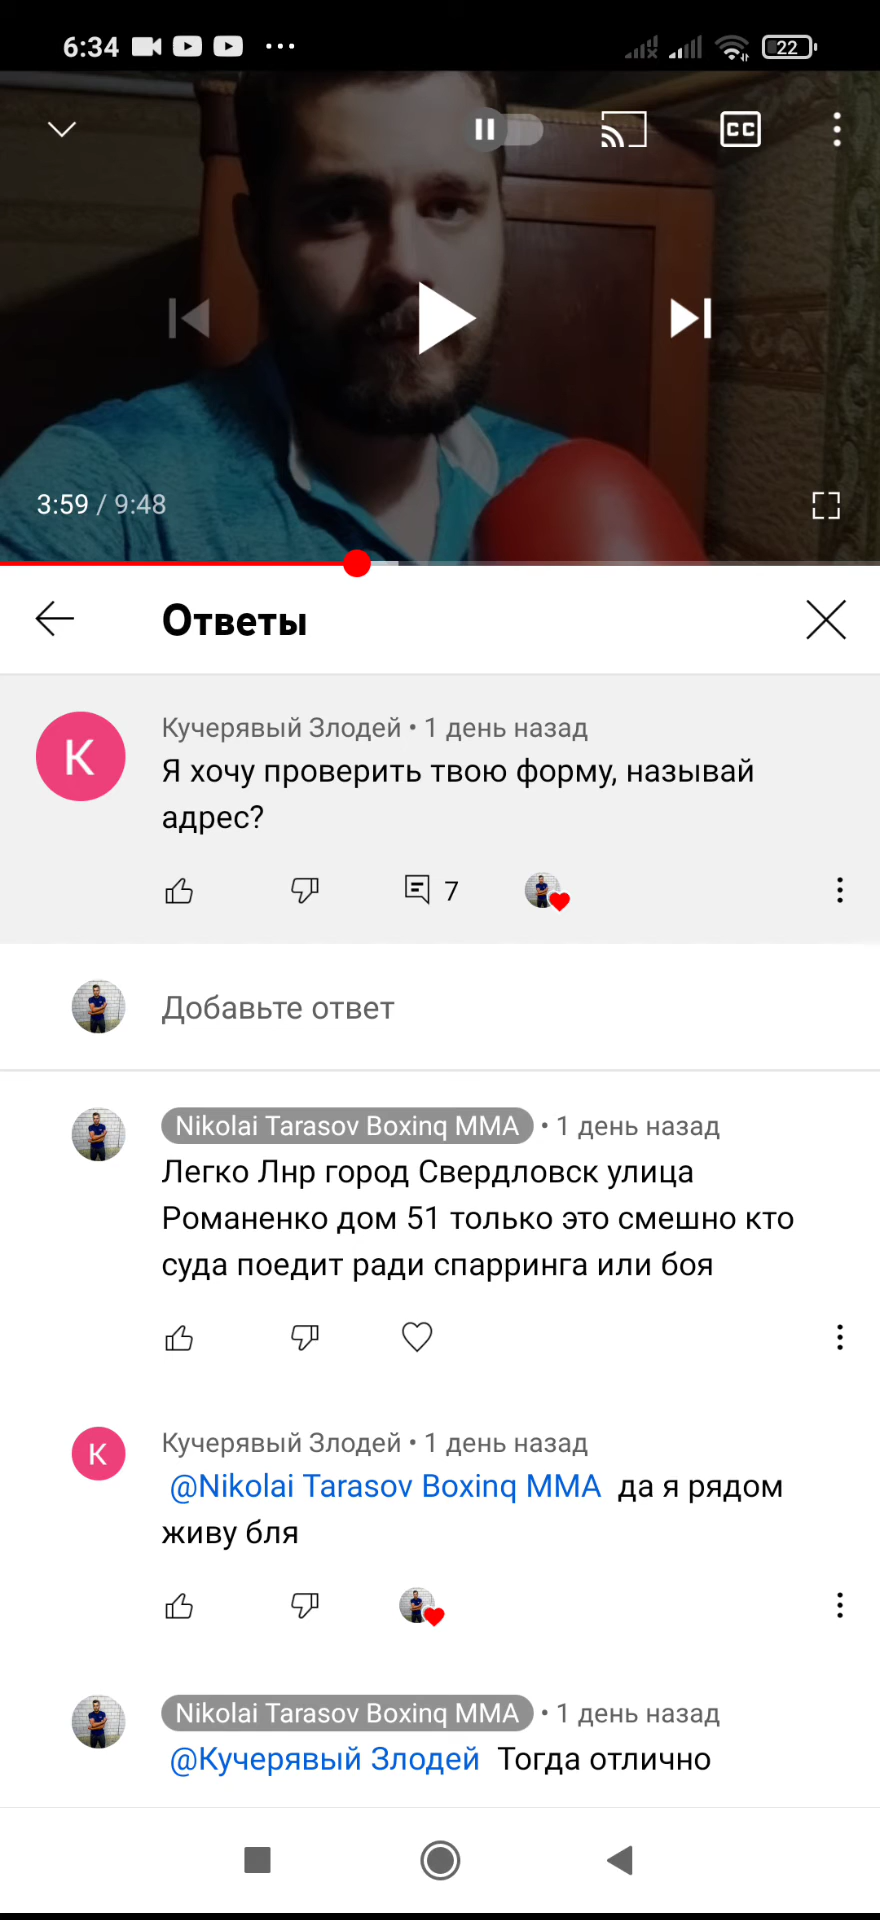 6:34
22
CC
3:59 / 9:48
Ответы
К
Кучерявый Злодей • 1 день назад
Я хочу проверить твою форму, называй
адрес?
7
Добавьте ответ
Nikolai Tarasov Boxinq MMA • 1 день назад
Легко Лнр город Свердловск улица
Романенко дом 51 только это смешно кто
суда поедит ради спарринга или боя
К
Кучерявый Злодей • 1 день назад
@Nikolai Tarasov Boxinq MMA да я рядом
живу бля
Nikolai Tarasov Boxinq MMA • 1 день назад
@Кучерявый Злодей Тогда отлично